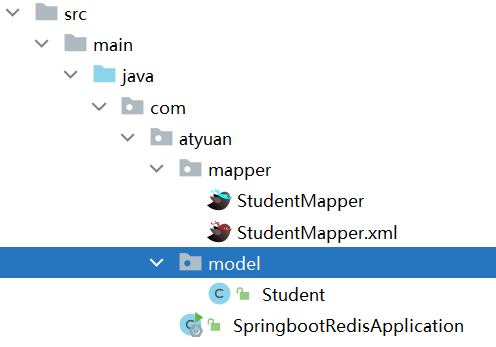 src
main
java
com
atyuan
mapper
StudentMapper
StudentMapper.xml
model
Student
SpringbootRedisApplication